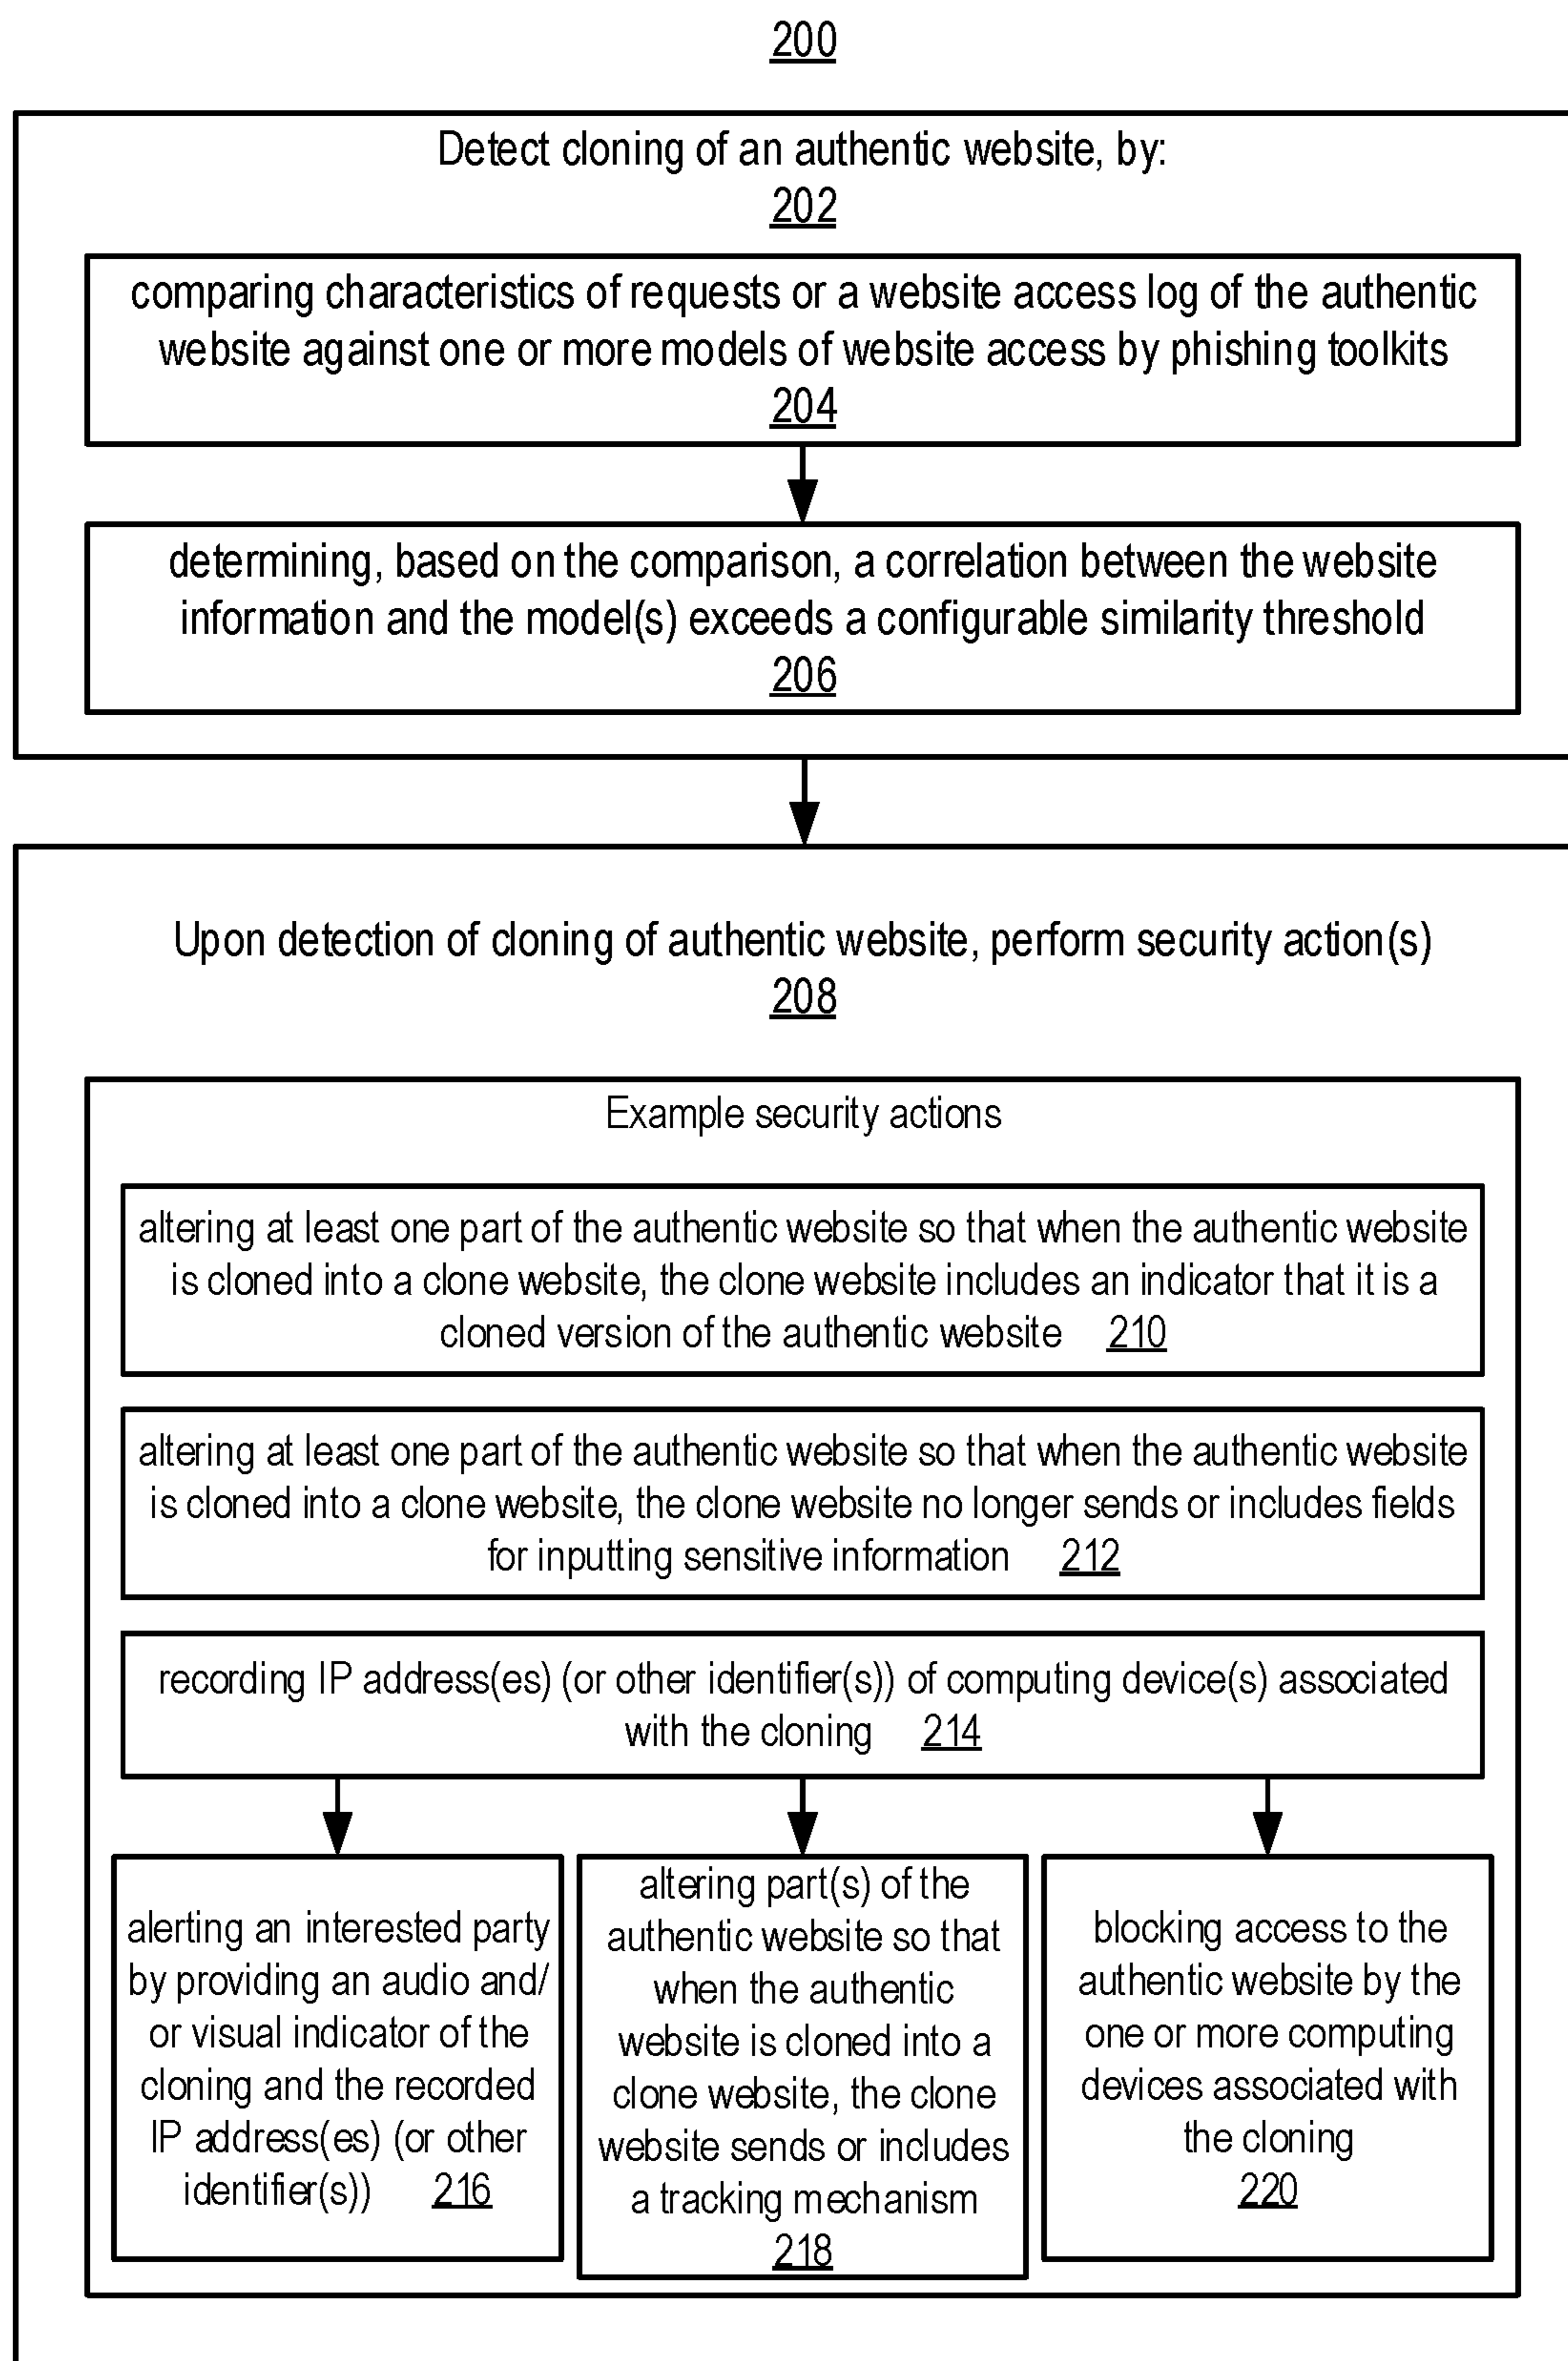 200
Detect cloning of an authentic website, by:
202
comparing characteristics of requests or a website access log of the authentic
website against one or more models of website access by phishing toolkits
204
determining, based on the comparison, a correlation between the website
information and the model(s) exceeds a configurable similarity threshold
206
Upon detection of cloning of authentic website, perform security action(s)
208
Example security actions
altering at least one part of the authentic website so that when the authentic website
is cloned into a clone website, the clone website includes an indicator that it is a
cloned version of the authentic website 210
altering at least one part of the authentic website so that when the authentic website
is cloned into a clone website, the clone website no longer sends or includes fields
for inputting sensitive information 212
recording IP address(es) (or other identifier(s)) of computing device(s) associated
with the cloning 214
alerting an interested party
by providing an audio and/
or visual indicator of the
cloning and the recorded
IP address(es) (or other
identifier(s)) 216
altering part(s) of the
authentic website so that
when the authentic
website is cloned into a
clone website, the clone
website sends or includes
a tracking mechanism
218
blocking access to the
authentic website by the
one or more computing
devices associated with
the cloning
220